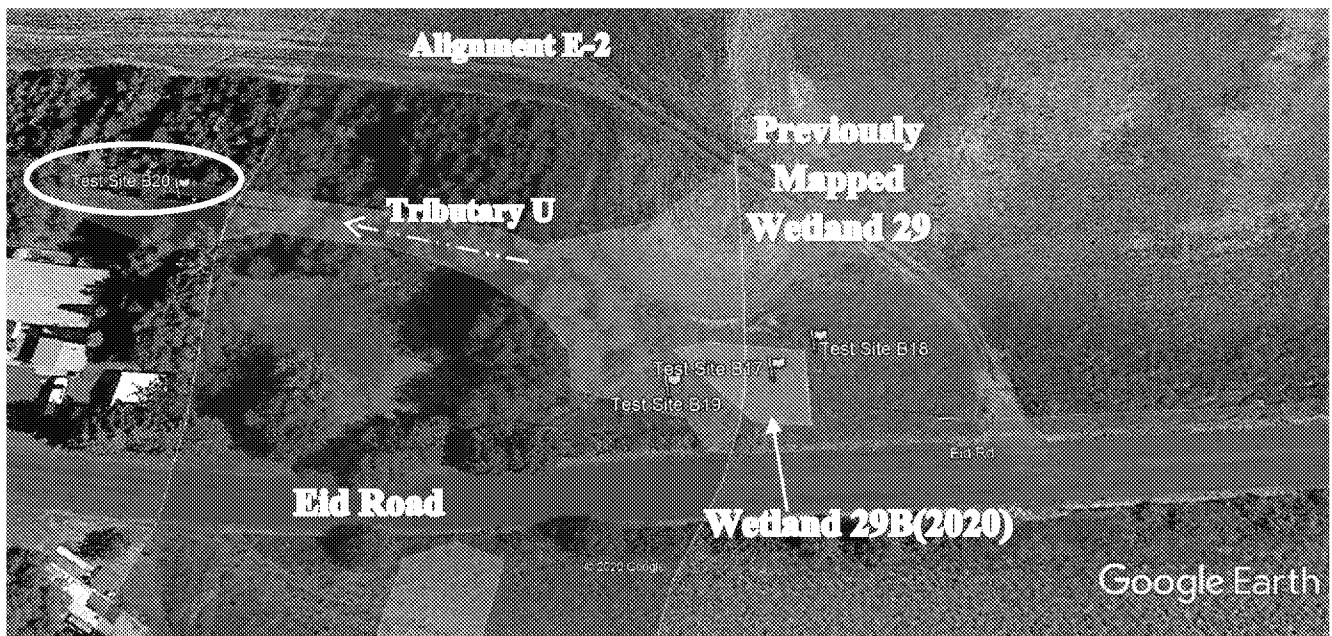 Alignment E-2
Previously
Mapped
Wetland 29
Test Site B20
Tributary U
Test Site B18
Test Site B17
Test Site B19
Eid Rd
Eid Road
Wetland 29B(2020)
© 2020 Google
Google Earth